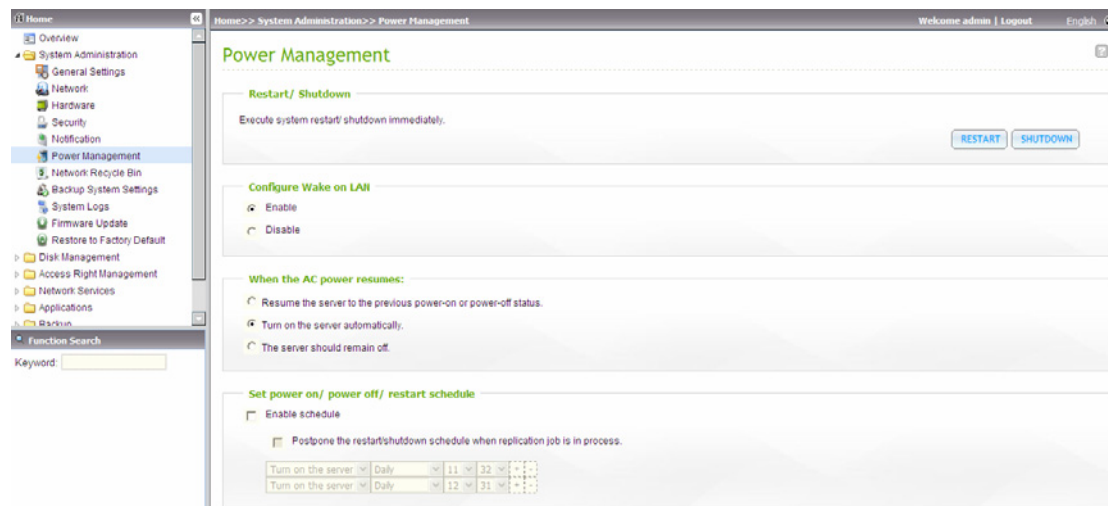 Home
Home>> System Administration>> Power Management
Welcome admin | Logout
English
Overview
System Administration
General Settings
Network
Hardware
Security
Notification
Power Management
Network Recycle Bin
Backup System Settings
System Logs
Firmware Update
Restore to Factory Default
Disk Management
Access Right Management
Network Services
Applications
Backup
Function Search
Keyword:
Power Management
Restart/ Shutdown
Execute system restart/ shutdown immediately.
RESTART
SHUTDOWN
Configure Wake on LAN
Enable
Disable
When the AC power resumes:
Resume the server to the previous power-on or power-off status.
Turn on the server automatically.
The server should remain off.
Set power on/ power off/ restart schedule
Enable schedule
Postpone the restart/shutdown schedule when replication job is in process.
Turn on the server Daily 11 32 + -
Turn on the server Daily 12 31 + -